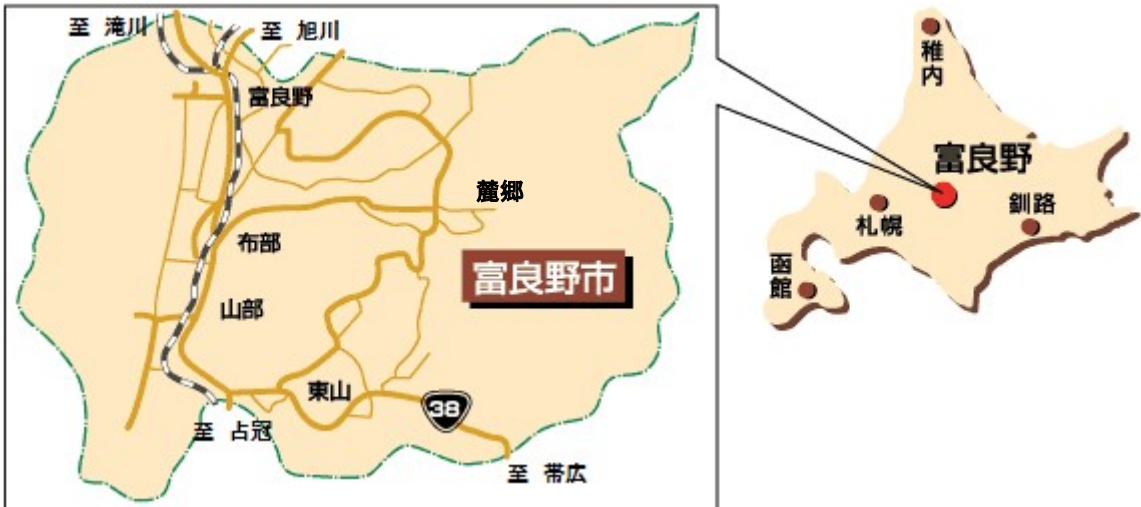 至 滝川
至 旭川
富良野
麓郷
布部
富良野市
山部
東山
38
至 占冠
至 帯広
稚内
富良野
札幌
釧路
函館